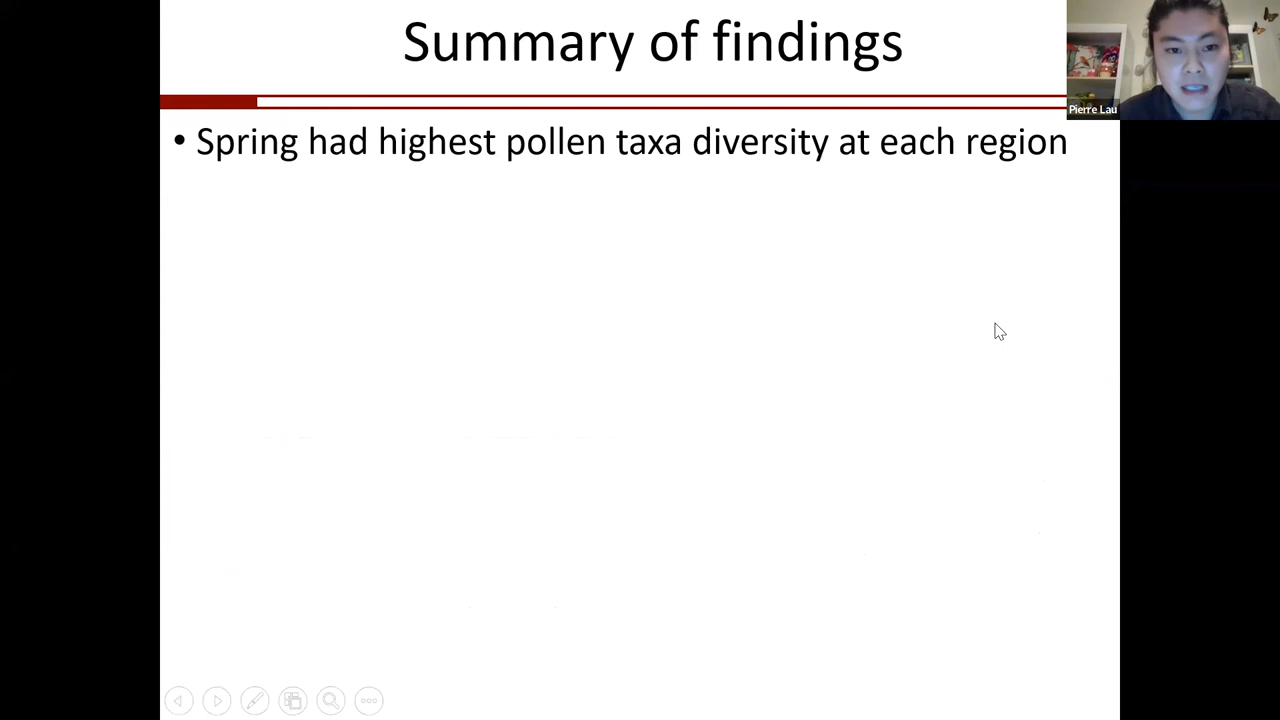 Summary of findings
Pierre Lau
• Spring had highest pollen taxa diversity at each region